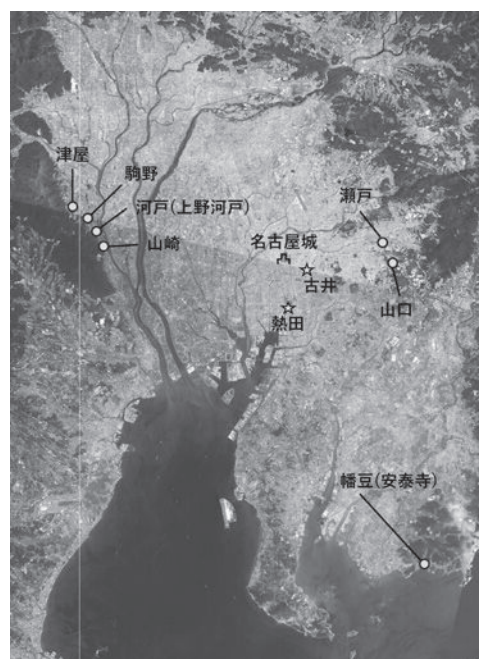 津屋
駒野
河戸(上野河戸)
山崎
瀬戸
名古屋城
古井
山口
熱田
幡豆(安泰寺)